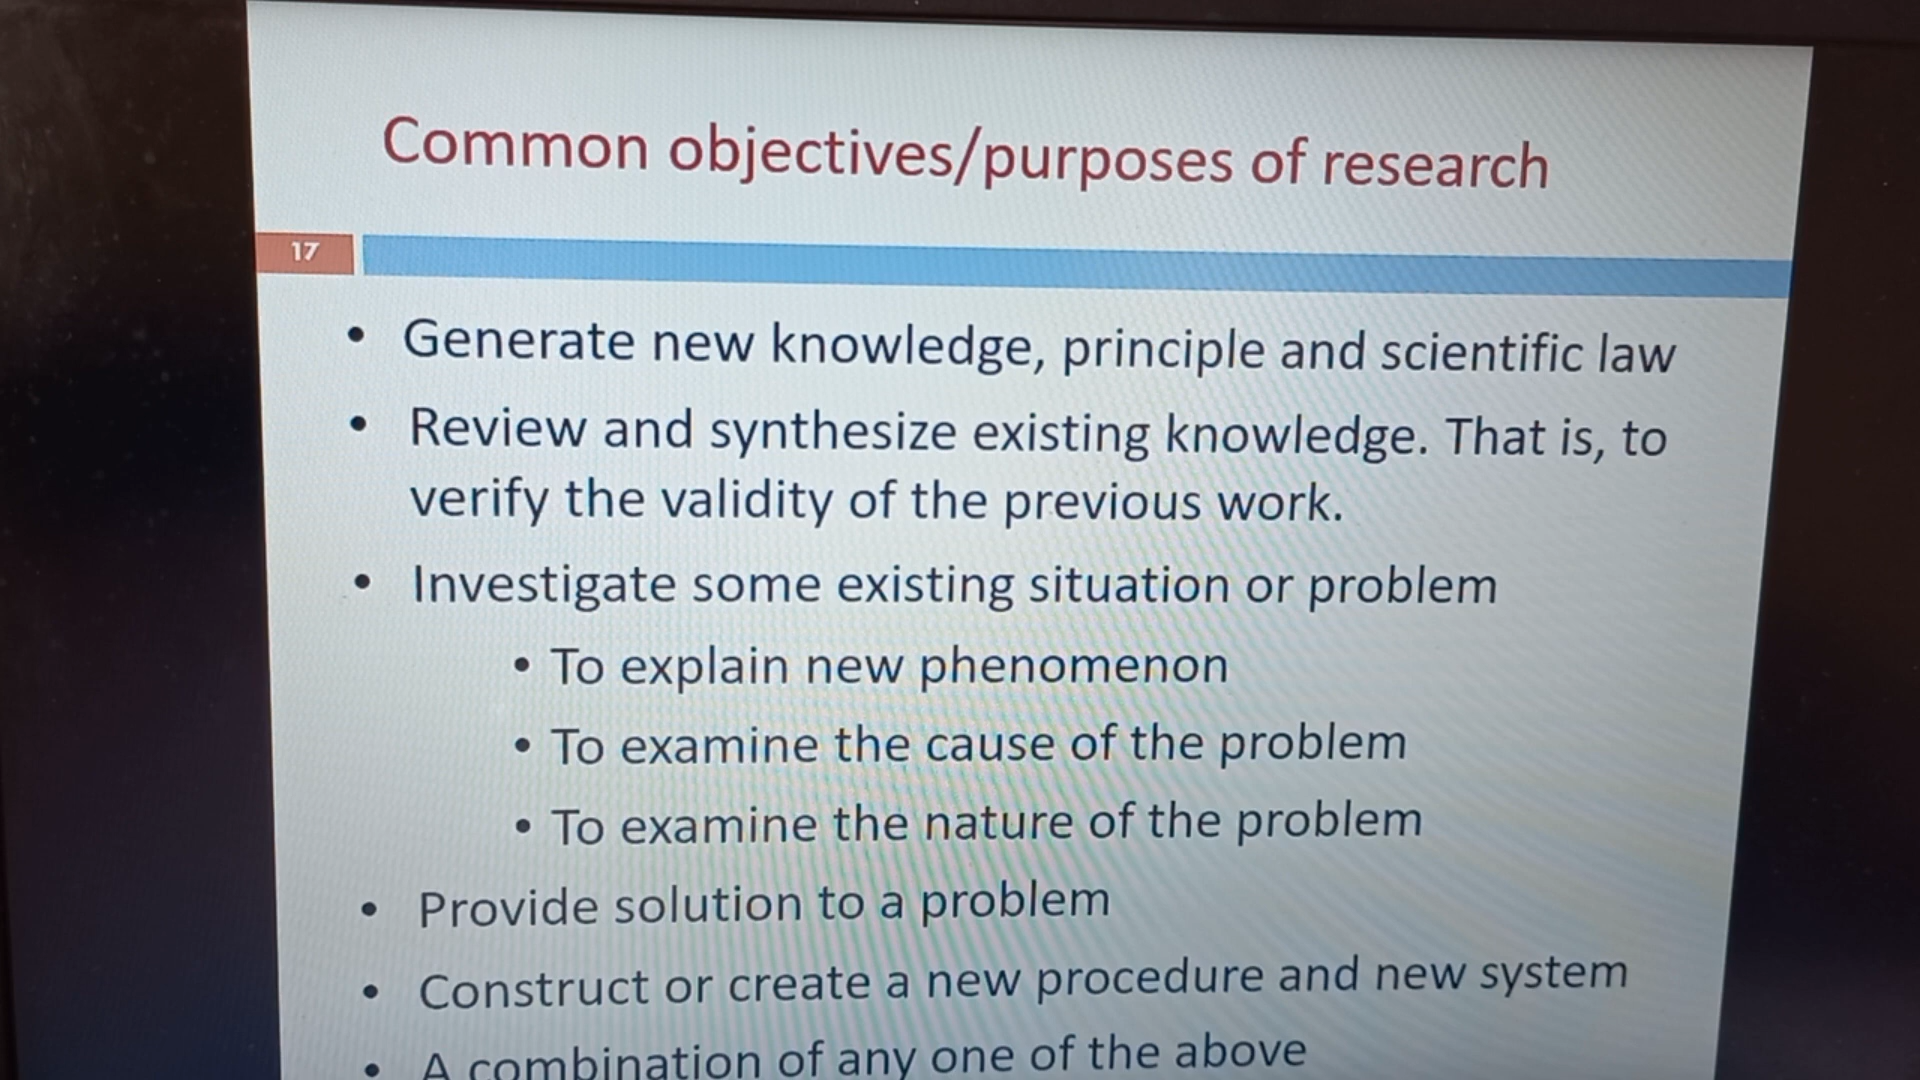 Common objectives/purposes of research
17
• Generate new knowledge, principle and scientific law
• Review and synthesize existing knowledge. That is, to
verify the validity of the previous work.
• Investigate some existing situation or problem
• To explain new phenomenon
• To examine the cause of the problem
• To examine the nature of the problem
• Provide solution to a problem
• Construct or create a new procedure and new system
• A combination of any one of the above